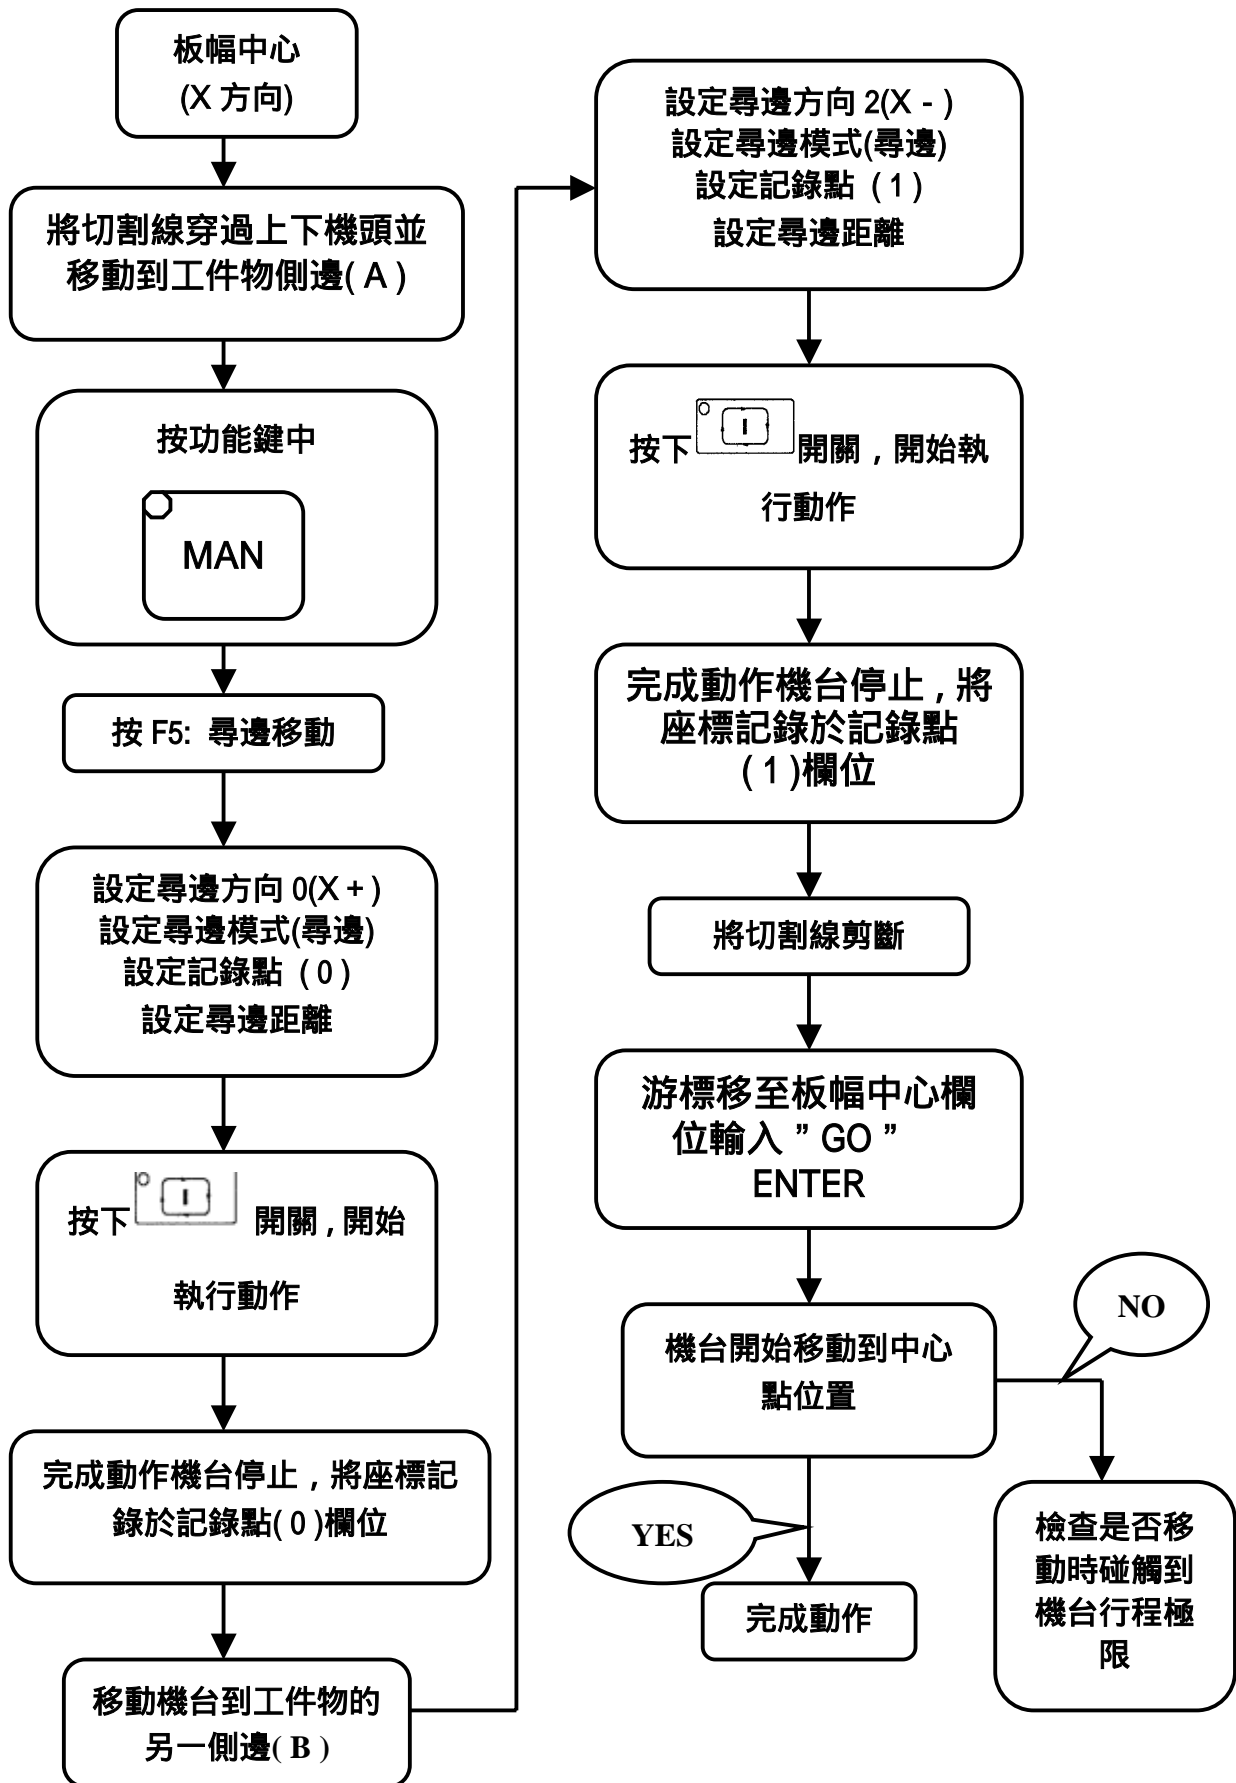 板幅中心
(X 方向)
將切割線穿過上下機頭並
移動到工件物側邊( A )
按功能鍵中
MAN
按 F5: 尋邊移動
設定尋邊方向 0(X + )
設定尋邊模式(尋邊)
設定記錄點 ( 0 )
設定尋邊距離
按下 I 開關 , 開始
執行動作
完成動作機台停止 , 將座標記
錄於記錄點( 0 )欄位
移動機台到工件物的
另一側邊( B )
設定尋邊方向 2(X - )
設定尋邊模式(尋邊)
設定記錄點 ( 1 )
設定尋邊距離
按下 I 開關 , 開始執
行動作
完成動作機台停止 , 將
座標記錄於記錄點
( 1 )欄位
將切割線剪斷
游標移至板幅中心欄
位輸入 ” GO ”
ENTER
機台開始移動到中心
點位置
NO
YES
完成動作
檢查是否移
動時碰觸到
機台行程極
限